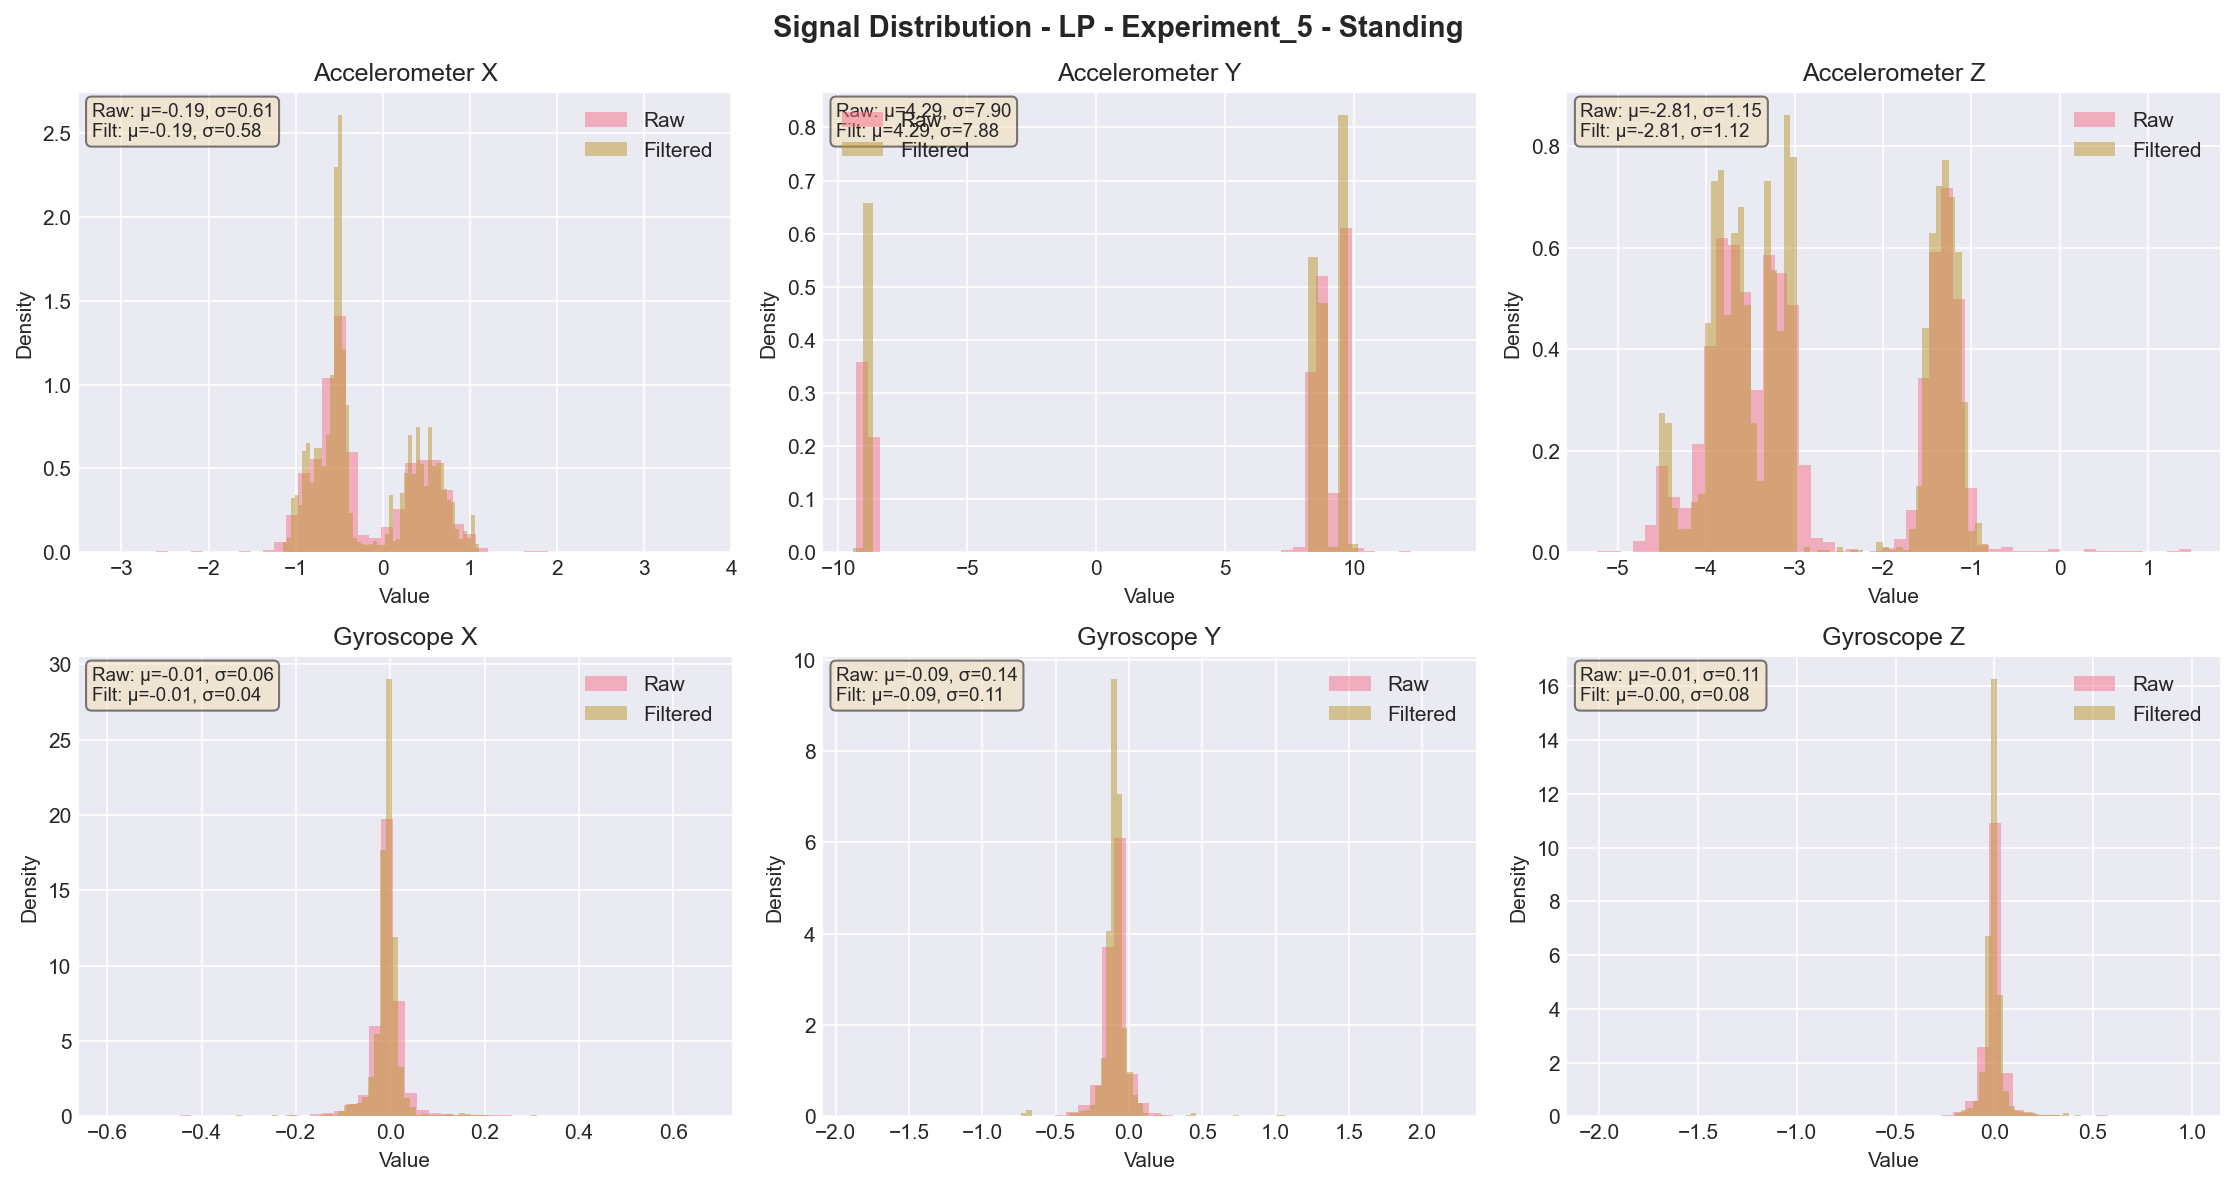 Signal Distribution - LP - Experiment_5 - Standing
Accelerometer X
Raw: μ=-0.19, σ=0.61
Filt: μ=-0.19, σ=0.58
Raw
Filtered
Density
2.5
2.0
1.5
1.0
0.5
0.0
−3 −2 −1 0 1 2 3 4
Value
Accelerometer Y
Raw: μ=4.29, σ=7.90
Filt: μ=4.29, σ=7.88
Raw
Filtered
Density
0.8
0.7
0.6
0.5
0.4
0.3
0.2
0.1
0.0
−10 −5 0 5 10
Value
Accelerometer Z
Raw: μ=-2.81, σ=1.15
Filt: μ=-2.81, σ=1.12
Raw
Filtered
Density
0.8
0.6
0.4
0.2
0.0
−5 −4 −3 −2 −1 0 1
Value
Gyroscope X
Raw: μ=-0.01, σ=0.06
Filt: μ=-0.01, σ=0.04
Raw
Filtered
Density
30
25
20
15
10
5
0
−0.6 −0.4 −0.2 0.0 0.2 0.4 0.6
Value
Gyroscope Y
Raw: μ=-0.09, σ=0.14
Filt: μ=-0.09, σ=0.11
Raw
Filtered
Density
10
8
6
4
2
0
−2.0 −1.5 −1.0 −0.5 0.0 0.5 1.0 1.5 2.0
Value
Gyroscope Z
Raw: μ=-0.01, σ=0.11
Filt: μ=-0.00, σ=0.08
Raw
Filtered
Density
16
14
12
10
8
6
4
2
0
−2.0 −1.5 −1.0 −0.5 0.0 0.5 1.0
Value